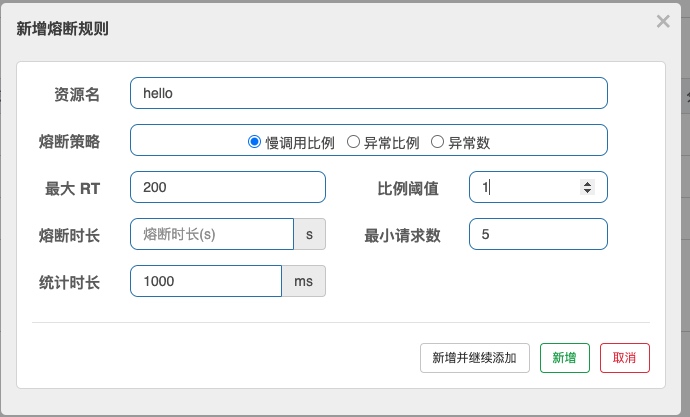 新增熔断规则
×
资源名 hello
熔断策略 慢调用比例 异常比例 异常数
最大 RT 200 比例阈值 1
熔断时长 熔断时长(s) s 最小请求数 5
统计时长 1000 ms
新增并继续添加 新增 取消